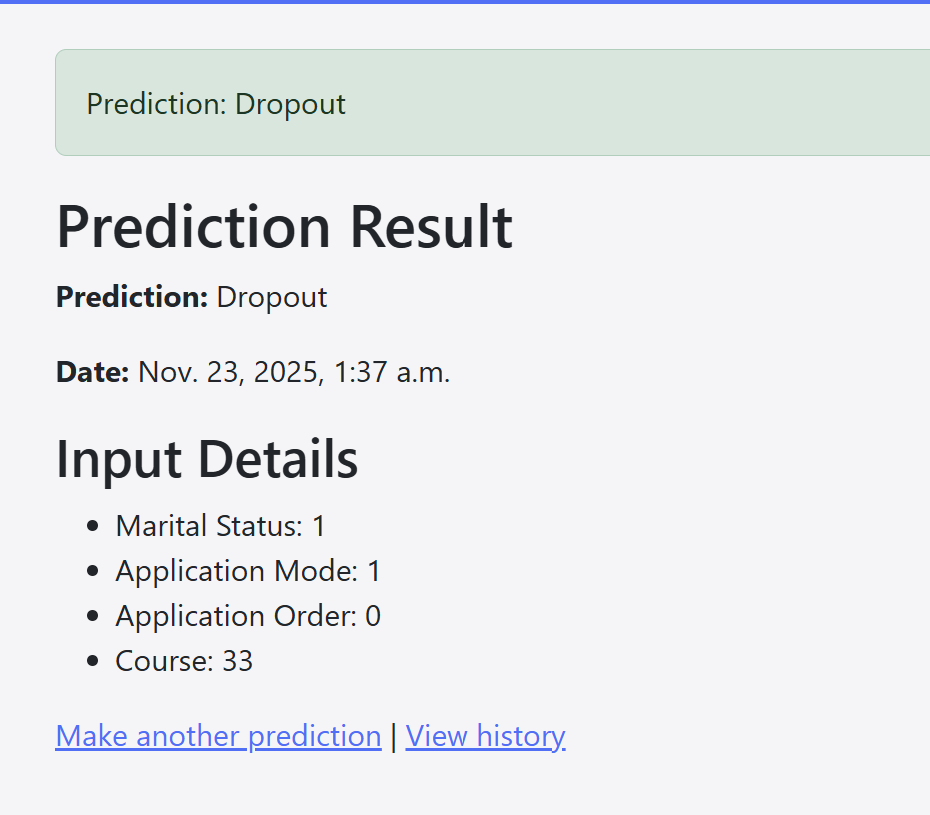 Prediction: Dropout
Prediction Result
Prediction: Dropout
Date: Nov. 23, 2025, 1:37 a.m.
Input Details
Marital Status: 1
Application Mode: 1
Application Order: 0
Course: 33
Make another prediction | View history